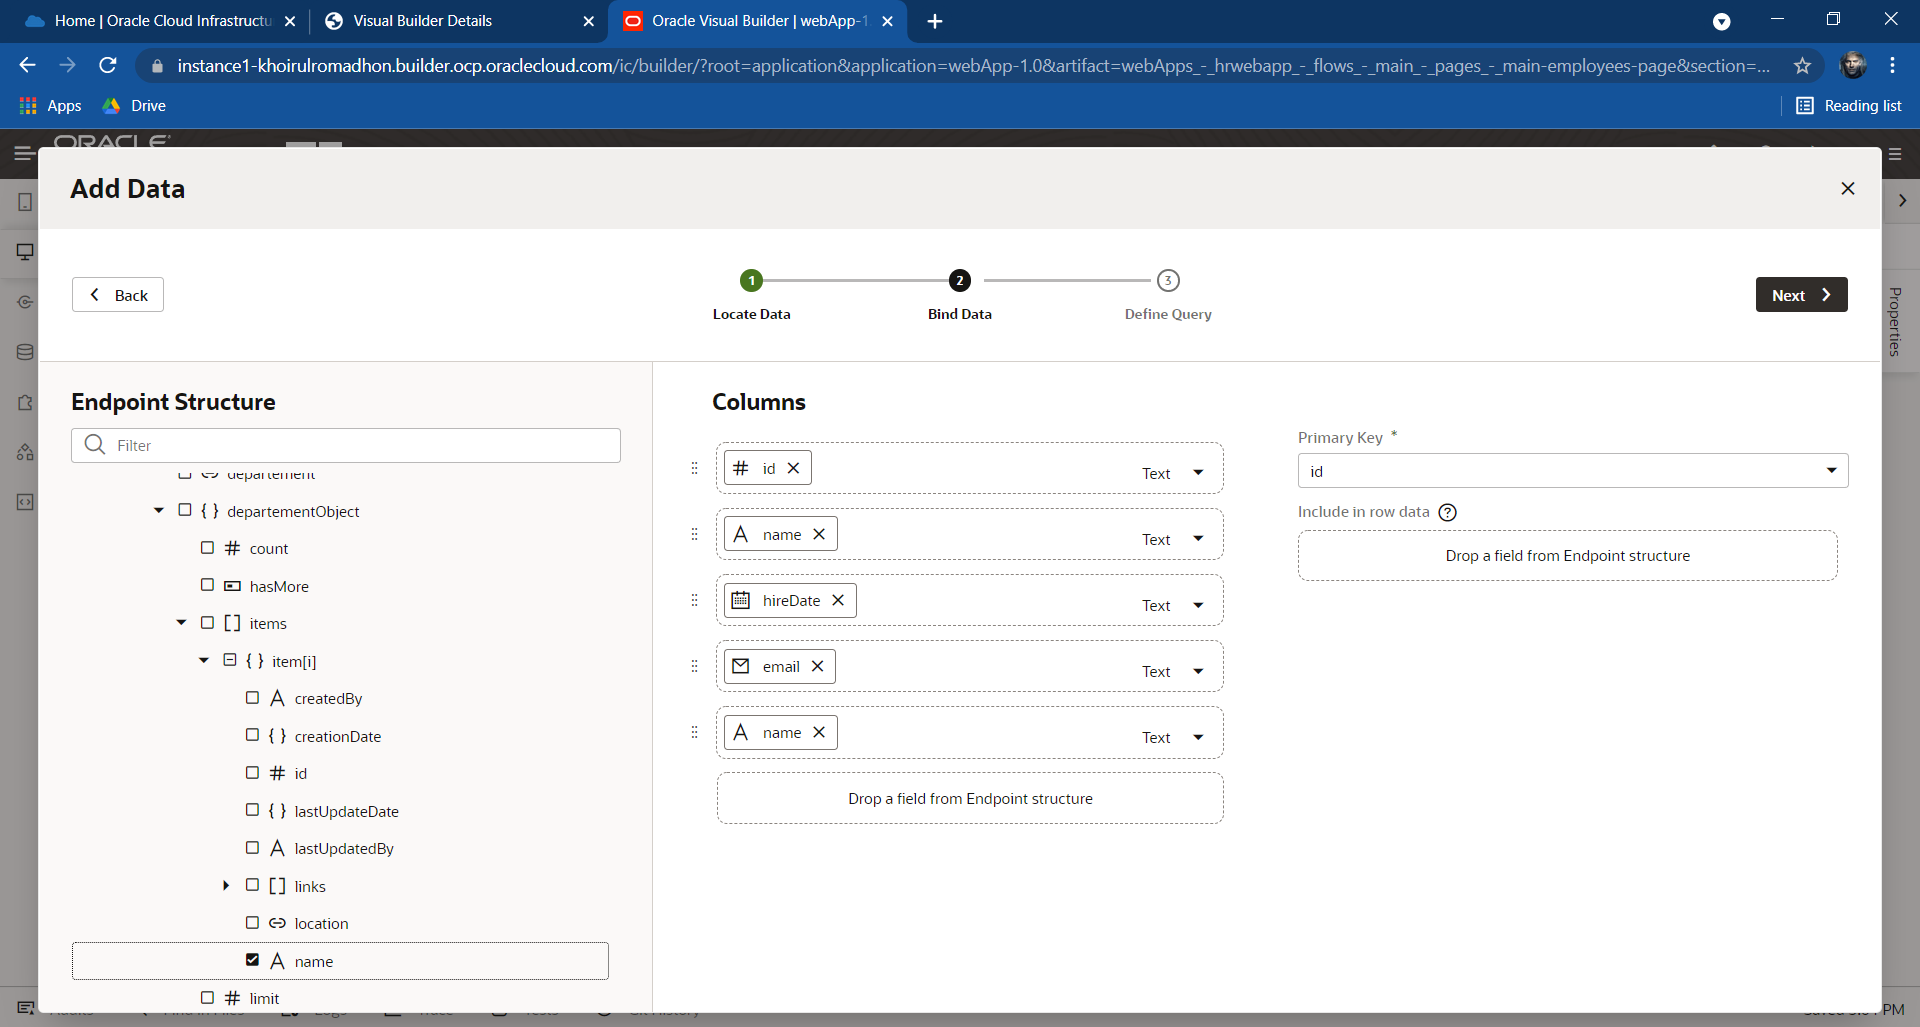 Home | Oracle Cloud Infrastructu
Visual Builder Details
Oracle Visual Builder | webApp-1.
instance1-khoirulromadhon.builder.ocp.oraclecloud.com/ic/builder/?root=application&application=webApp-1.0&artifact=webApps_-_hrwebapp_-_flows_-_main_-_pages_-_main-employees-page&section=...
Apps
Drive
Reading list
ORACLE
Add Data
Back
1
2
3
Locate Data
Bind Data
Define Query
Next
Properties
Endpoint Structure
Filter
departement
{ } departementObject
# count
hasMore
[ ] items
{ } item[i]
A createdBy
{ } creationDate
# id
{ } lastUpdateDate
A lastUpdatedBy
[ ] links
location
A name
# limit
Columns
# id
Text
A name
Text
hireDate
Text
email
Text
A name
Text
Drop a field from Endpoint structure
Primary Key *
id
Include in row data ?
Drop a field from Endpoint structure
PM